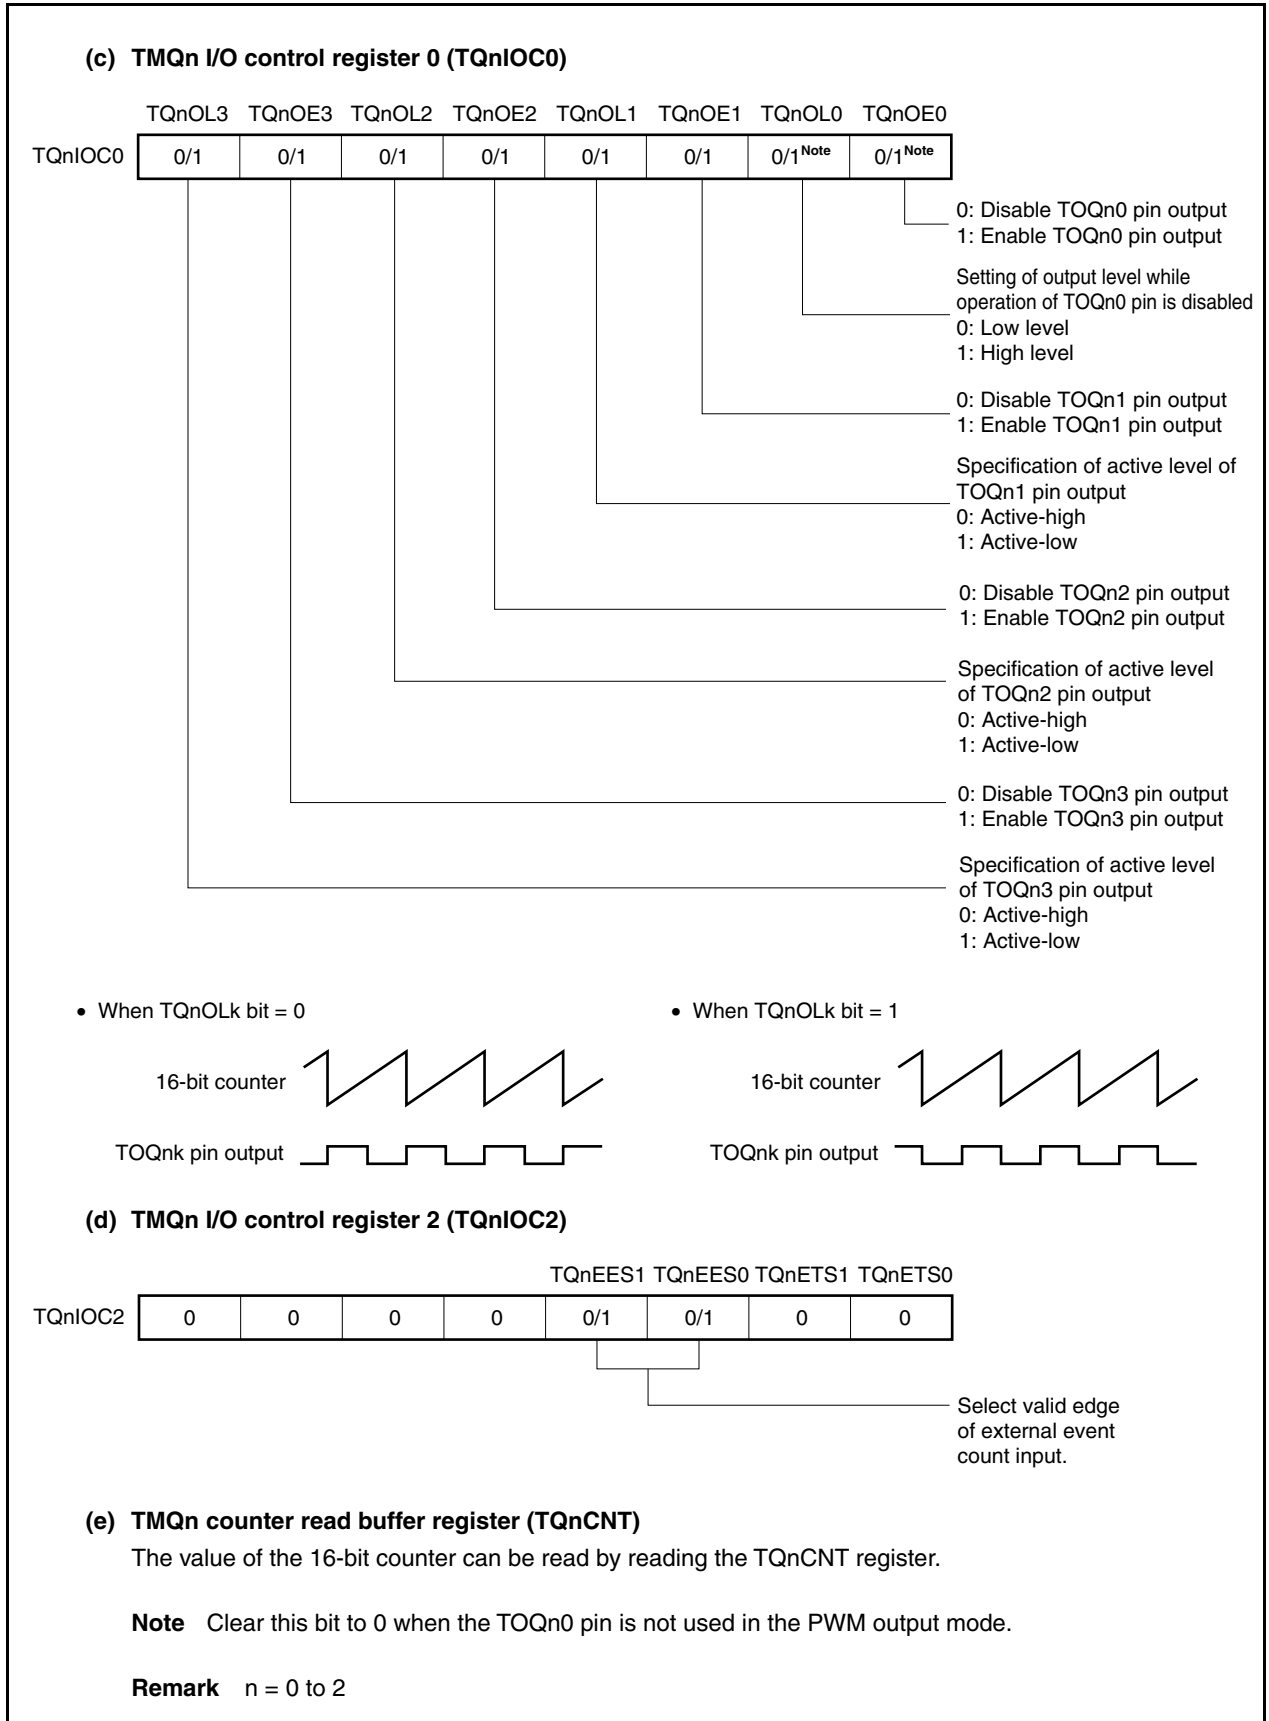 (c) TMQn I/O control register 0 (TQnIOC0)
TQnOL3 TQnOE3 TQnOL2 TQnOE2 TQnOL1 TQnOE1 TQnOL0 TQnOE0
TQnIOC0 0/1 0/1 0/1 0/1 0/1 0/1 0/1Note 0/1Note
0: Disable TOQn0 pin output
1: Enable TOQn0 pin output
Setting of output level while
operation of TOQn0 pin is disabled
0: Low level
1: High level
0: Disable TOQn1 pin output
1: Enable TOQn1 pin output
Specification of active level of
TOQn1 pin output
0: Active-high
1: Active-low
0: Disable TOQn2 pin output
1: Enable TOQn2 pin output
Specification of active level
of TOQn2 pin output
0: Active-high
1: Active-low
0: Disable TOQn3 pin output
1: Enable TOQn3 pin output
Specification of active level
of TOQn3 pin output
0: Active-high
1: Active-low
• When TQnOLk bit = 0
16-bit counter
TOQnk pin output
• When TQnOLk bit = 1
16-bit counter
TOQnk pin output
(d) TMQn I/O control register 2 (TQnIOC2)
TQnEES1 TQnEES0 TQnETS1 TQnETS0
TQnIOC2 0 0 0 0 0/1 0/1 0 0
Select valid edge
of external event
count input.
(e) TMQn counter read buffer register (TQnCNT)
The value of the 16-bit counter can be read by reading the TQnCNT register.
Note Clear this bit to 0 when the TOQn0 pin is not used in the PWM output mode.
Remark n = 0 to 2